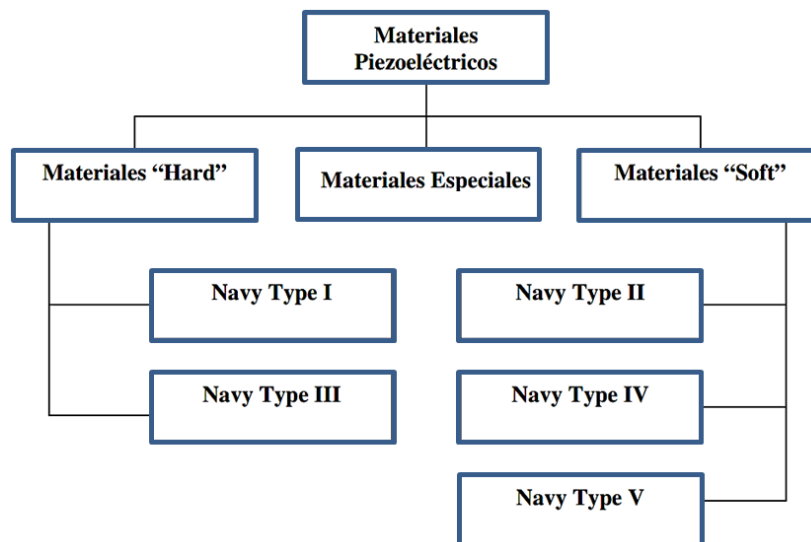 Materiales
Piezoeléctricos
Materiales “Hard”
Materiales Especiales
Materiales “Soft”
Navy Type I
Navy Type II
Navy Type III
Navy Type IV
Navy Type V